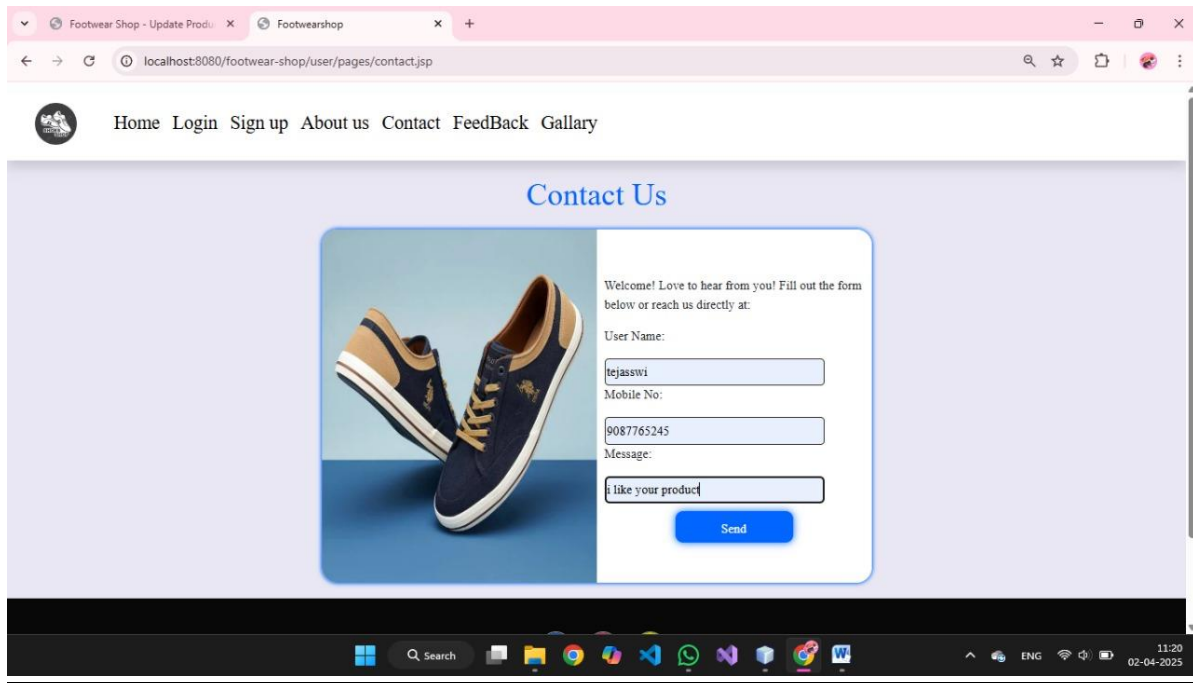 Footwear Shop - Update Produ
Footwearshop
localhost:8080/footwear-shop/user/pages/contact.jsp
Home Login Sign up About us Contact FeedBack Gallary
Contact Us
Welcome! Love to hear from you! Fill out the form
below or reach us directly at:
User Name:
tejasswi
Mobile No:
9087765245
Message:
i like your product
Send
Search
ENG
11:20
02-04-2025